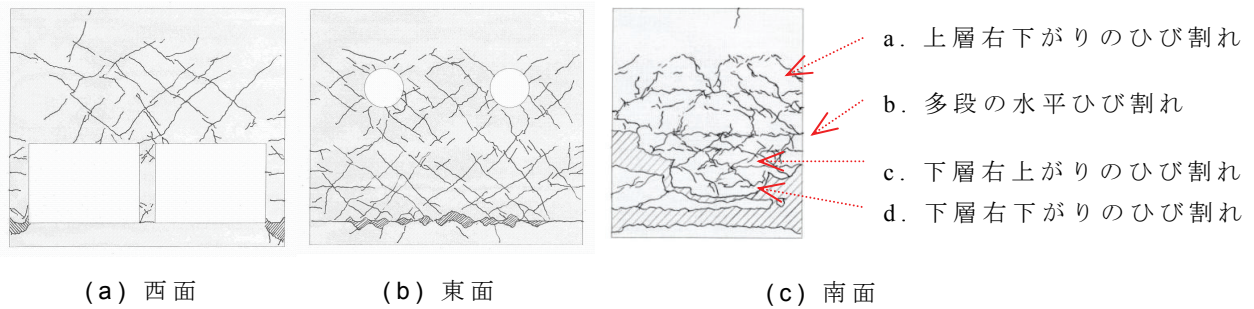 a. 上層右下がりのひび割れ
b. 多段の水平ひび割れ
c. 下層右上がりのひび割れ
d. 下層右下がりのひび割れ
(a) 西面
(b) 東面
(c) 南面